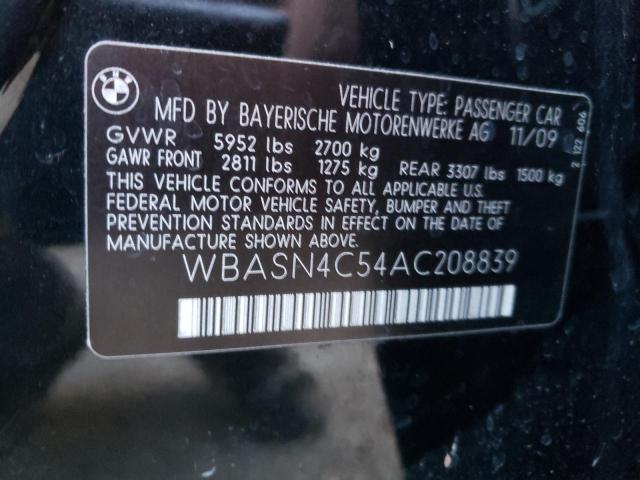 BMW
VEHICLE TYPE: PASSENGER CAR
MFD BY BAYERISCHE MOTORENWERKE AG 11/09
GVWR 5952 lbs 2700 kg
GAWR FRONT 2811 lbs 1275 kg REAR 3307 lbs 1500 kg
THIS VEHICLE CONFORMS TO ALL APPLICABLE U.S.
FEDERAL MOTOR VEHICLE SAFETY, BUMPER AND THEFT
PREVENTION STANDARDS IN EFFECT ON THE DATE OF
MANUFACTURE SHOWN ABOVE.
WBASN4C54AC208839